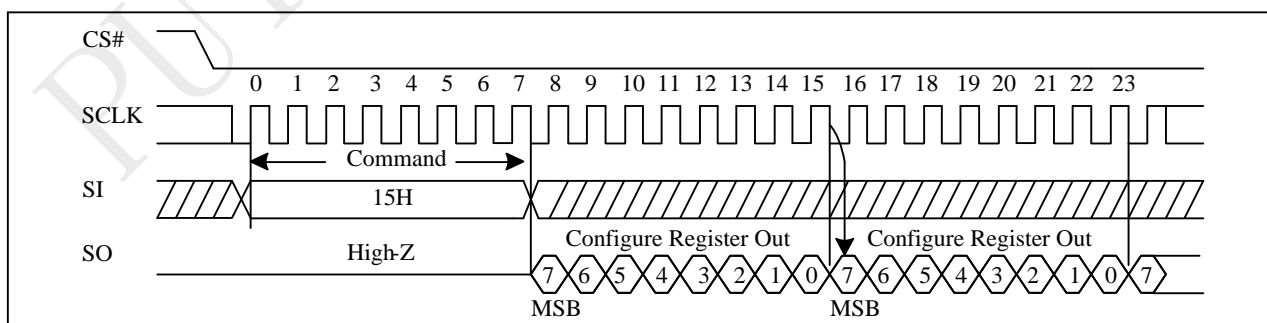 PUY
CS#
0 1 2 3 4 5 6 7 8 9 10 11 12 13 14 15 16 17 18 19 20 21 22 23
SCLK
Command
SI
15H
SO
High-Z
Configure Register Out
Configure Register Out
7 6 5 4 3 2 1 0 7 6 5 4 3 2 1 0 7
MSB
MSB